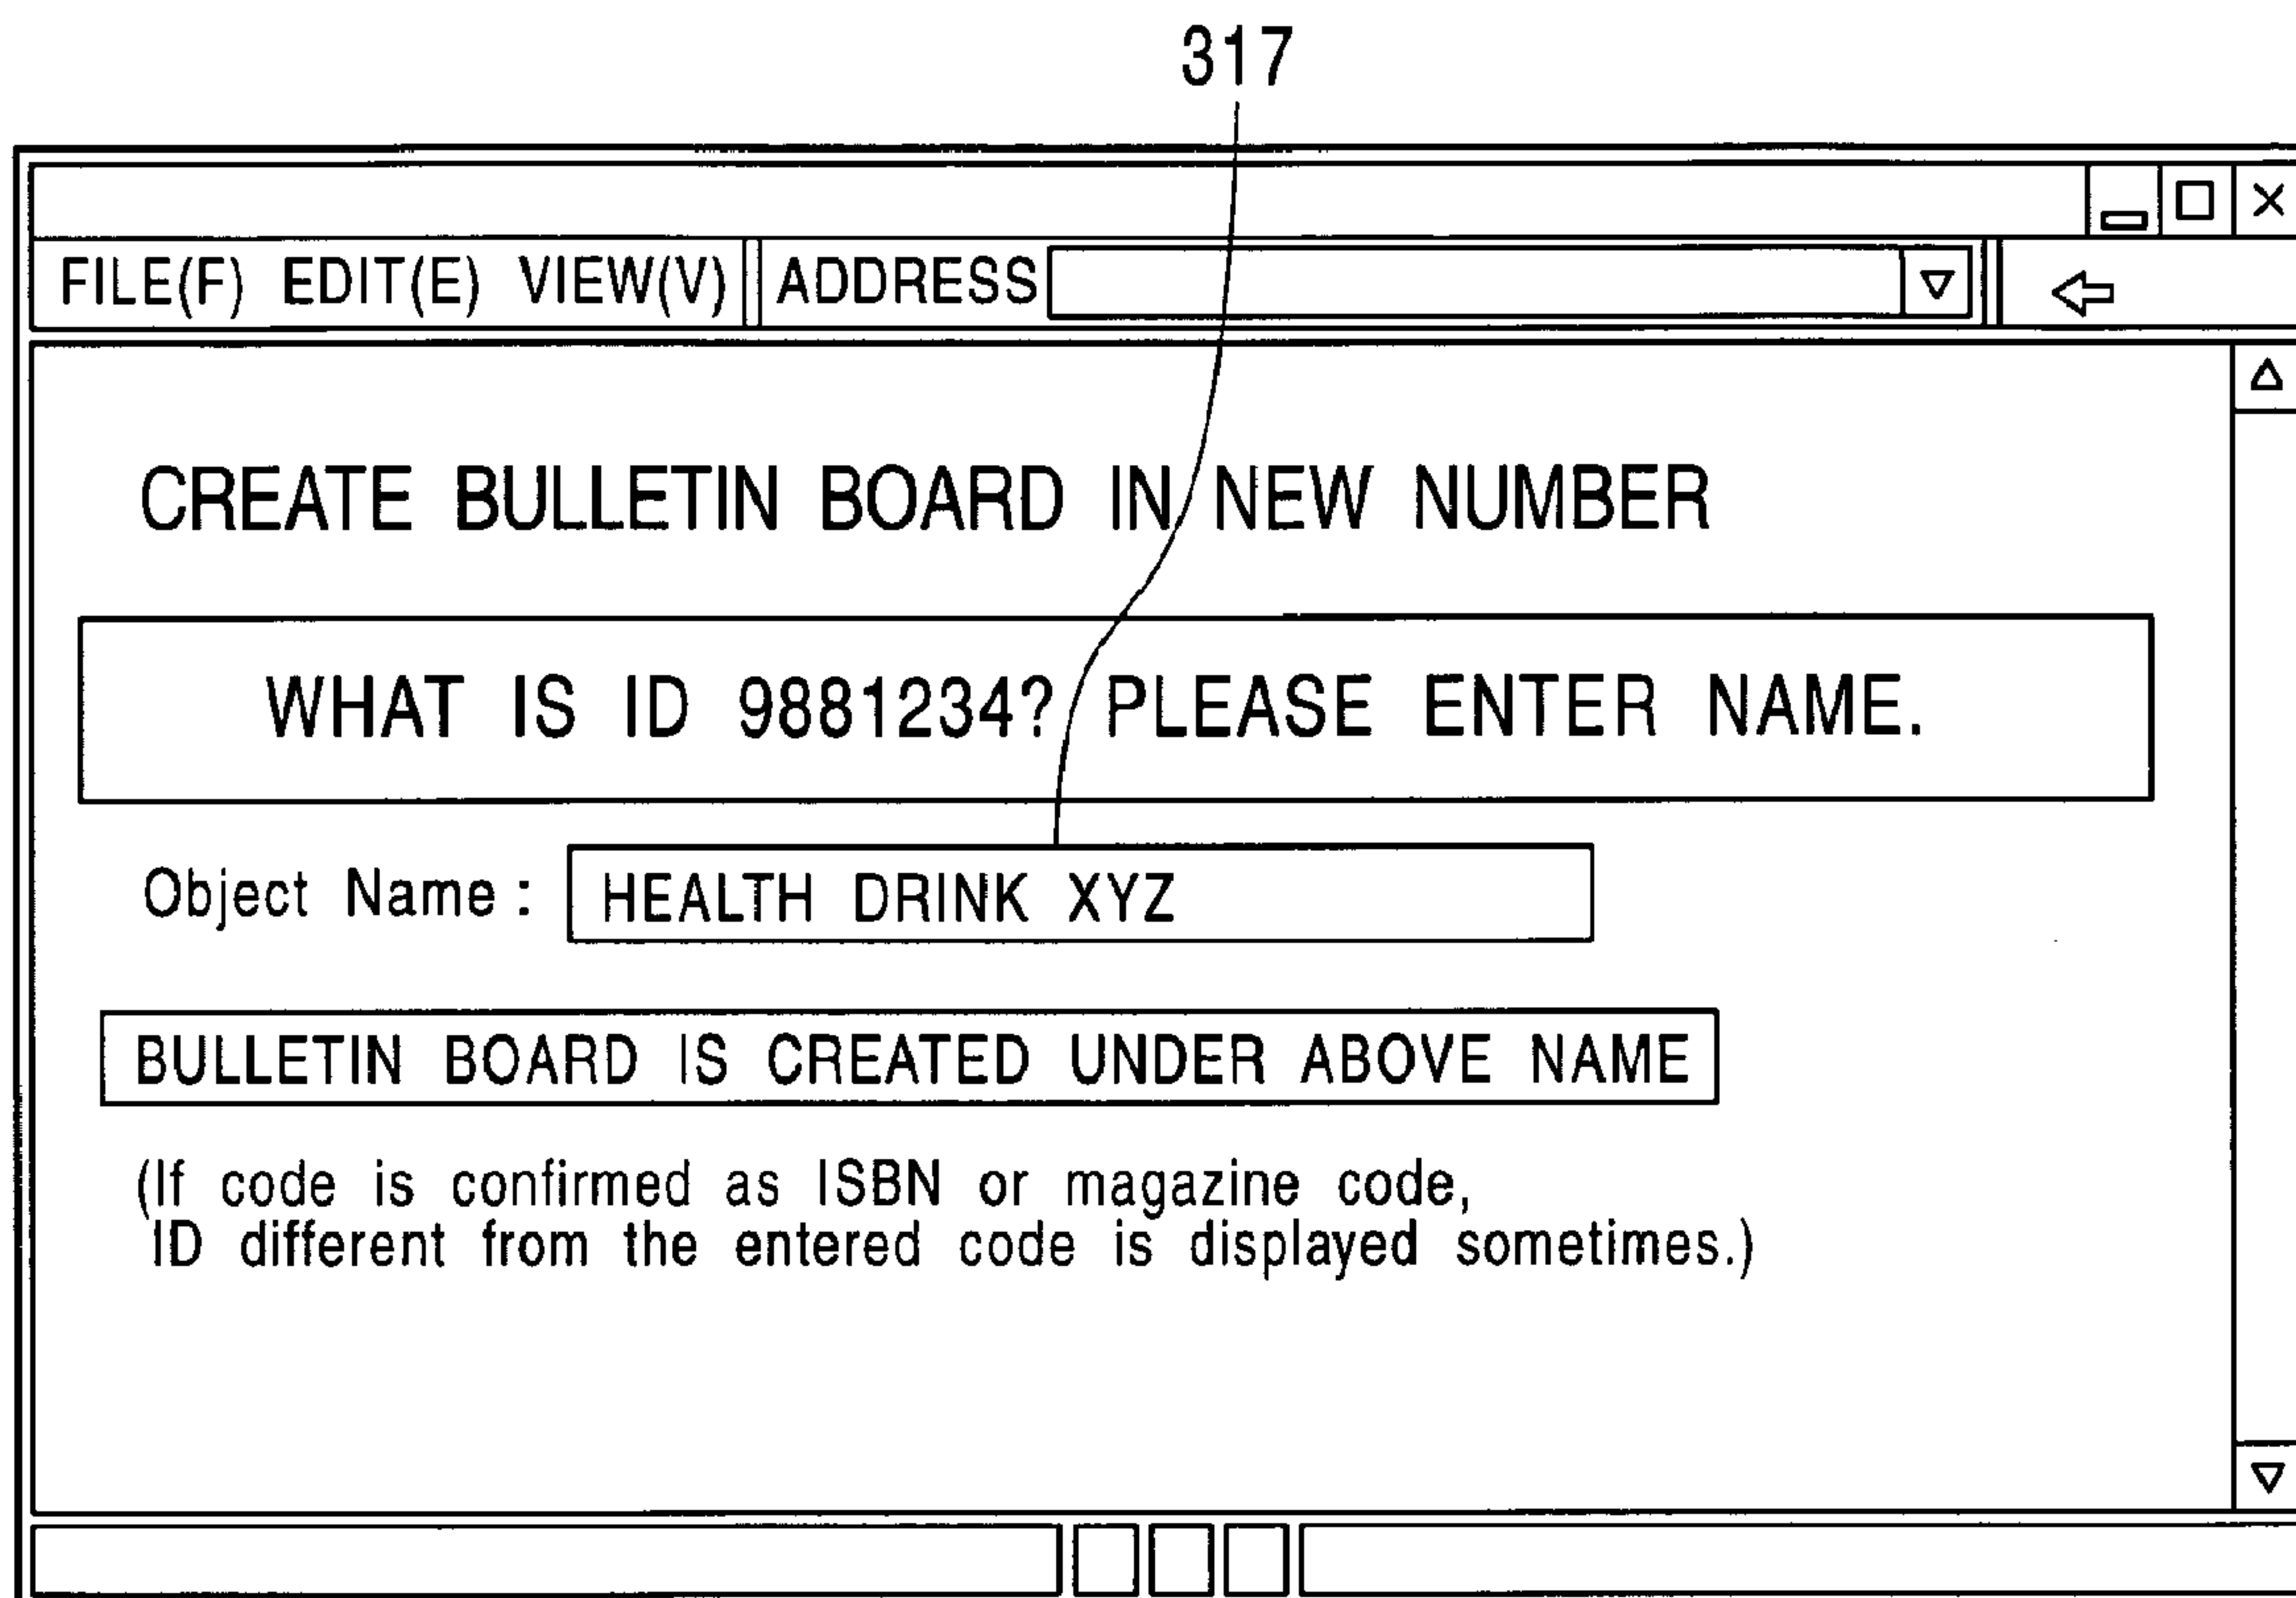 317
FILE(F) EDIT(E) VIEW(V) ADDRESS
CREATE BULLETIN BOARD IN NEW NUMBER
WHAT IS ID 9881234? PLEASE ENTER NAME.
Object Name : HEALTH DRINK XYZ
BULLETIN BOARD IS CREATED UNDER ABOVE NAME
(If code is confirmed as ISBN or magazine code,
ID different from the entered code is displayed sometimes.)